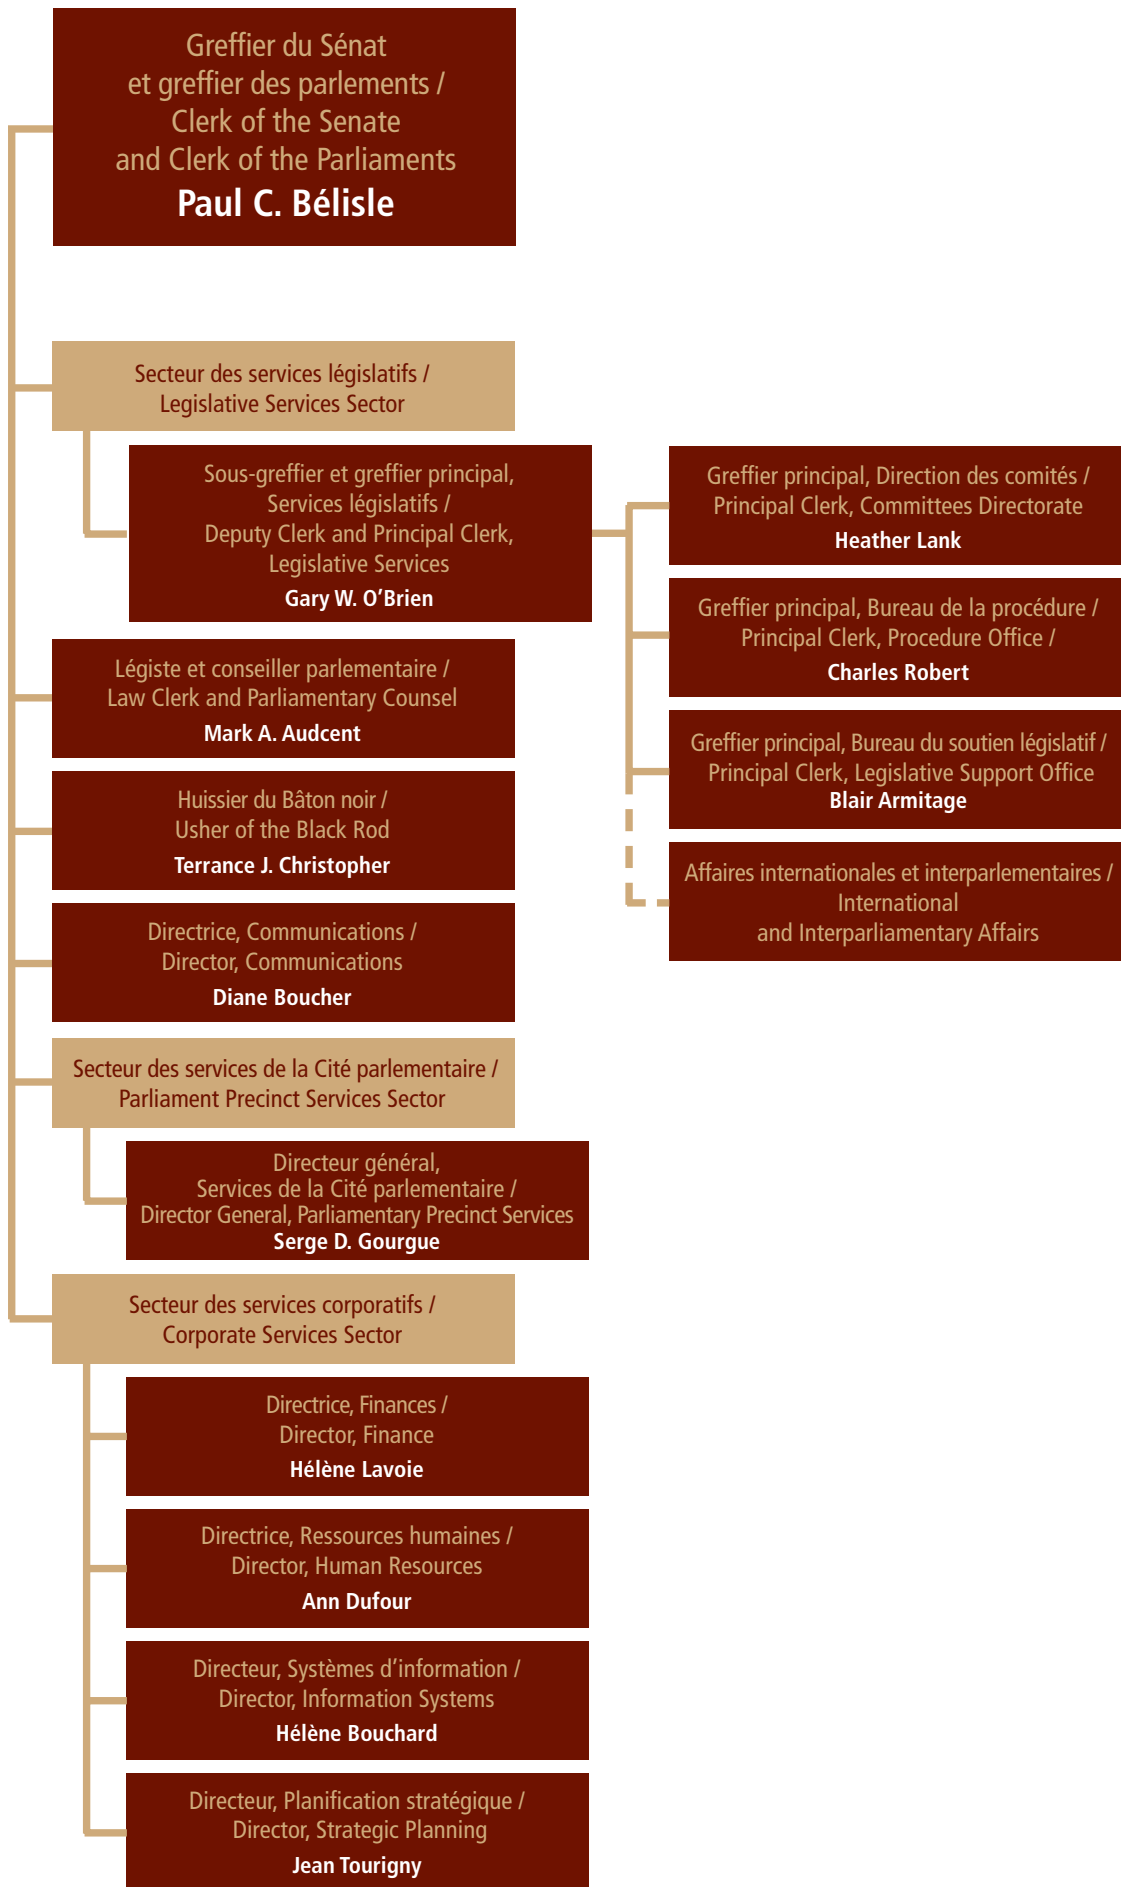 Greffier du Sénat
et greffier des parlements /
Clerk of the Senate
and Clerk of the Parliaments
Paul C. Bélisle
Secteur des services législatifs /
Legislative Services Sector
Sous-greffier et greffier principal,
Services législatifs /
Deputy Clerk and Principal Clerk,
Legislative Services
Gary W. O’Brien
Greffier principal, Direction des comités /
Principal Clerk, Committees Directorate
Heather Lank
Greffier principal, Bureau de la procédure /
Principal Clerk, Procedure Office /
Charles Robert
Greffier principal, Bureau du soutien législatif /
Principal Clerk, Legislative Support Office
Blair Armitage
Affaires internationales et interparlementaires /
International
and Interparliamentary Affairs
Légiste et conseiller parlementaire /
Law Clerk and Parliamentary Counsel
Mark A. Audcent
Huissier du Bâton noir /
Usher of the Black Rod
Terrance J. Christopher
Directrice, Communications /
Director, Communications
Diane Boucher
Secteur des services de la Cité parlementaire /
Parliament Precinct Services Sector
Directeur général,
Services de la Cité parlementaire /
Director General, Parliamentary Precinct Services
Serge D. Gourgue
Secteur des services corporatifs /
Corporate Services Sector
Directrice, Finances /
Director, Finance
Hélène Lavoie
Directrice, Ressources humaines /
Director, Human Resources
Ann Dufour
Directeur, Systèmes d’information /
Director, Information Systems
Hélène Bouchard
Directeur, Planification stratégique /
Director, Strategic Planning
Jean Tourigny